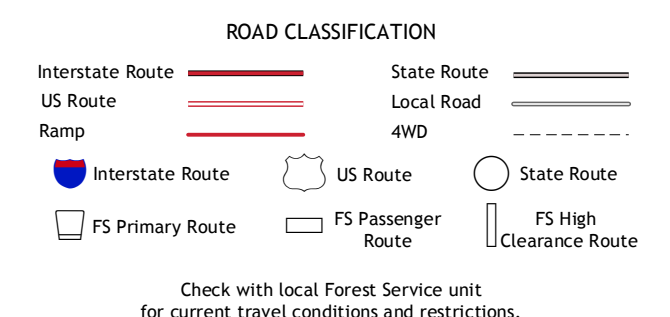 ROAD CLASSIFICATION
Interstate Route
State Route
US Route
Local Road
Ramp
4WD
Interstate Route
US Route
State Route
FS Primary Route
FS Passenger
Route
FS High
Clearance Route
Check with local Forest Service unit
for current travel conditions and restrictions.